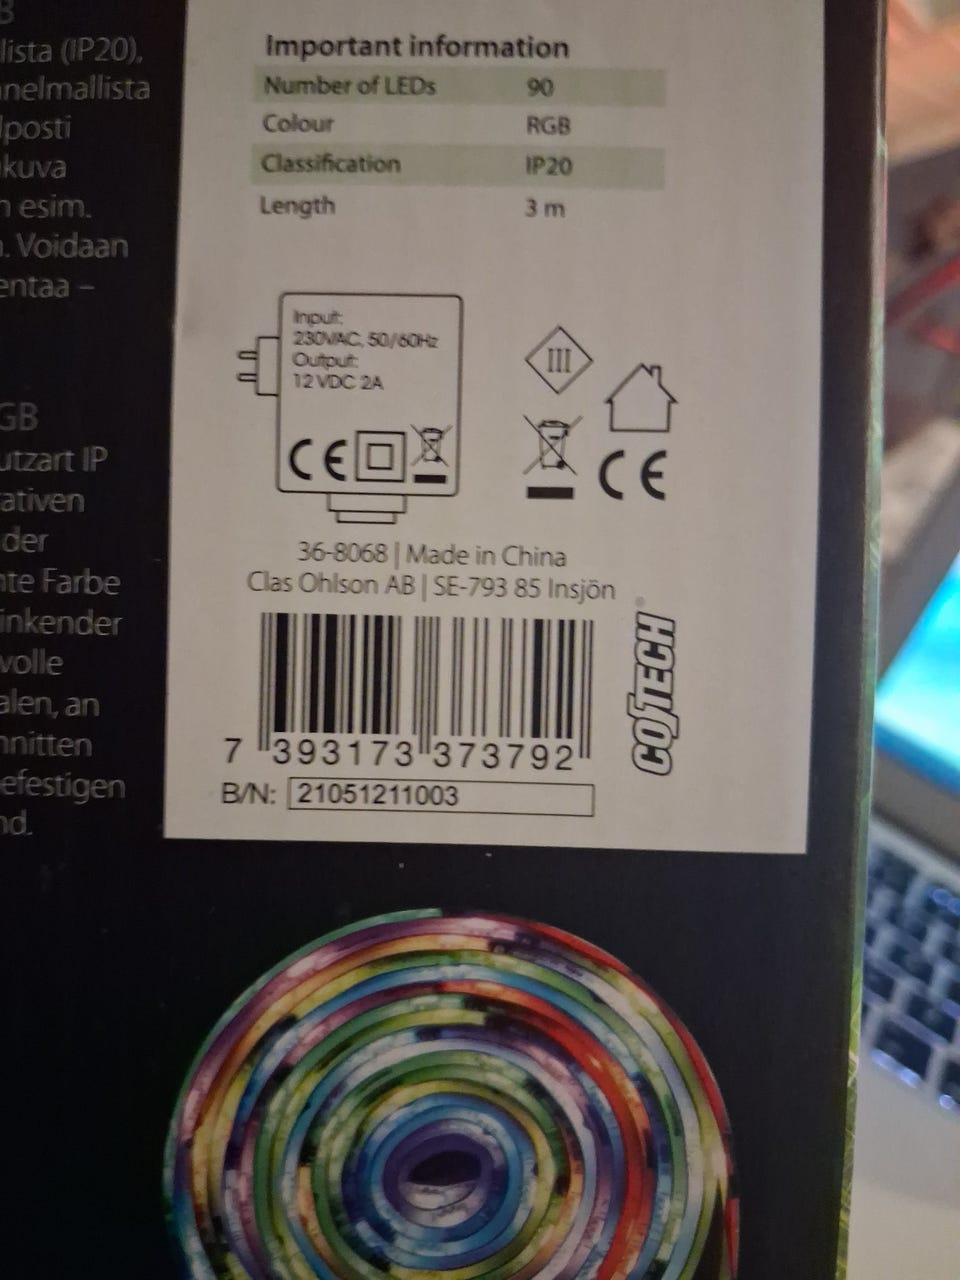 B
lista (IP20),
nelmallista
posti
kuva
n esim.
. Voidaan
entaa –
GB
utzart IP
ativen
der
nte Farbe
inkender
volle
alen, an
hnitten
efestigen
nd.
Important information
Number of LEDs 90
Colour RGB
Classification IP20
Length 3 m
Input:
230VAC, 50/60Hz
Output:
12 VDC 2A
CE
III
CE
36-8068 | Made in China
Clas Ohlson AB | SE-793 85 Insjön
7 393173 373792
B/N: 21051211003
COTECH®